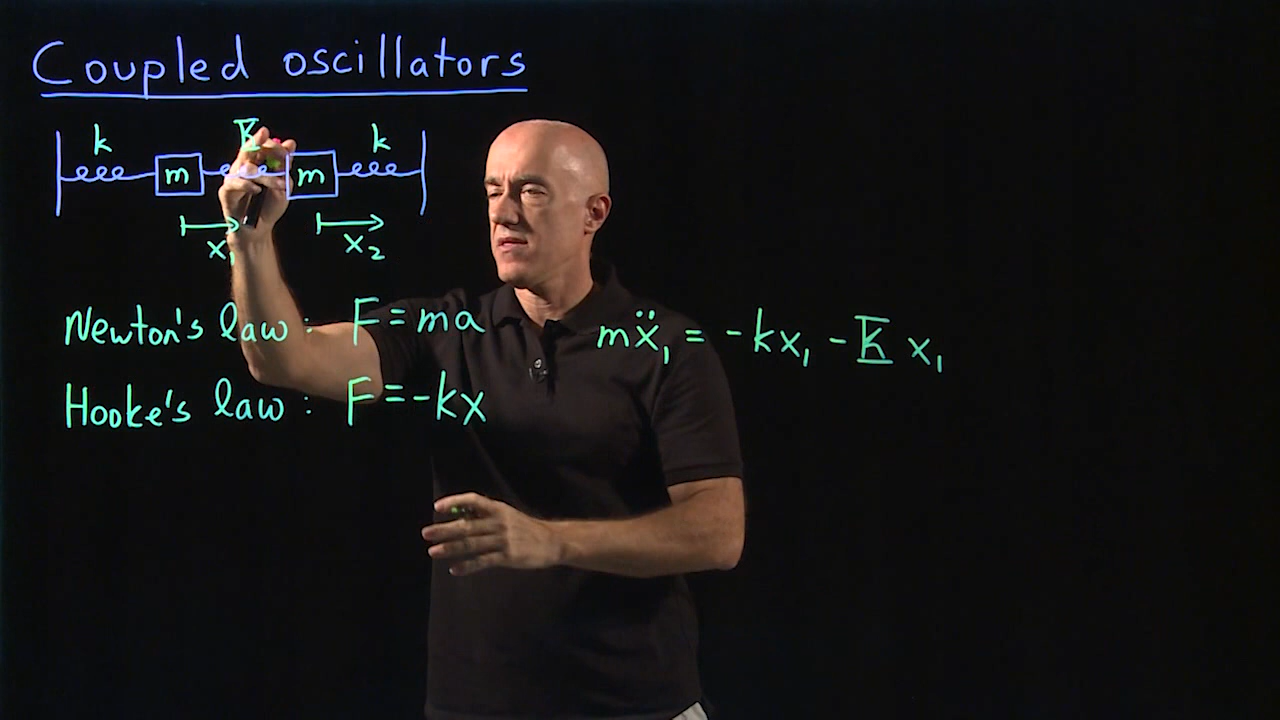 Coupled oscillators
k K k
m m
x₁ x₂
Newton's law : F = ma
mẍ₁ = -kx₁ - K x₁
Hooke's law : F = -kx